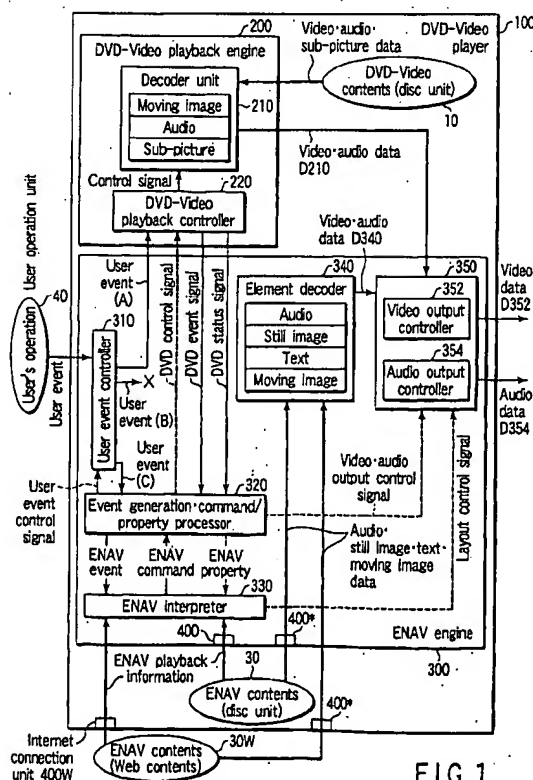 100
DVD-Video
player
200
DVD-Video playback engine
Decoder unit
Moving image
Audio
Sub-picture
210
Video·audio·
sub-picture data
DVD-Video
contents (disc unit)
10
Video·audio data
D210
Control signal
220
DVD-Video
playback controller
User operation unit
40
User's operation
User event
310
User event controller
User
event (A)
User
event (B)
X
User
event (C)
DVD control signal
DVD event signal
DVD status signal
Video·audio
data D340
340
Element decoder
Audio
Still image
Text
Moving image
350
352
Video output
controller
354
Audio output
controller
Video
data
D352
Audio
data
D354
User
event
control
signal
320
Event generation·command/
property processor
Video·audio
output control
signal
Layout control signal
ENAV
event
ENAV
command
ENAV
property
330
ENAV interpreter
Audio·
still image·text·
moving image
data
400
400*
ENAV engine
300
ENAV playback
information
30
ENAV contents
(disc unit)
400*
Internet
connection
unit 400W
ENAV contents
(Web contents)
30W
FIG. 1